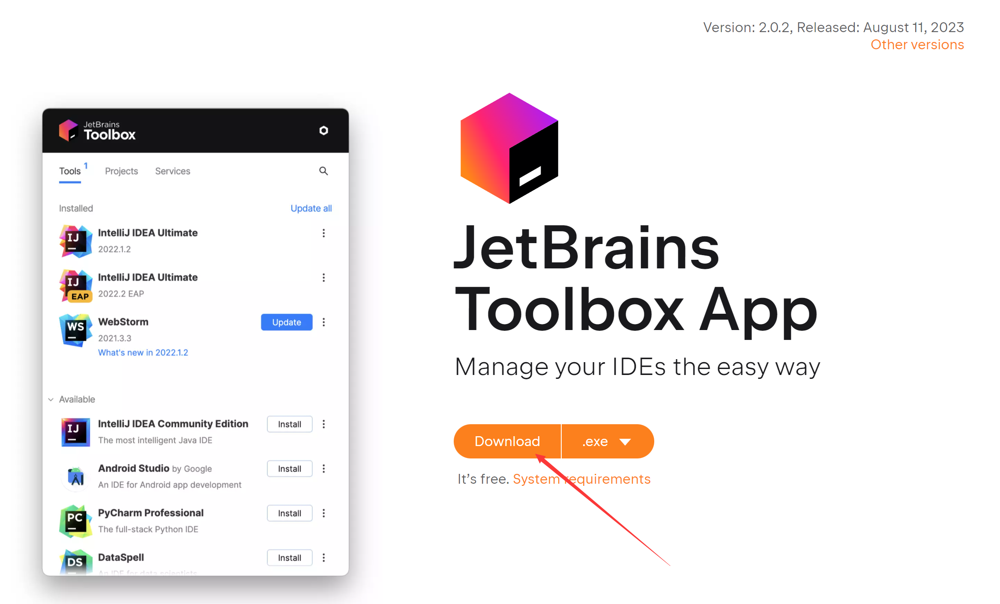 Version: 2.0.2, Released: August 11, 2023
Other versions
JetBrains
Toolbox
Tools 1 Projects Services
Installed Update all
IJ
IntelliJ IDEA Ultimate
2022.1.2
IJ
EAP
IntelliJ IDEA Ultimate
2022.2 EAP
WS
WebStorm Update
2021.3.3
What's new in 2022.1.2
Available
IJ
IntelliJ IDEA Community Edition Install
The most intelligent Java IDE
Android Studio by Google Install
An IDE for Android app development
PC
PyCharm Professional Install
The full-stack Python IDE
DS
DataSpell Install
An IDE for data scientists
JetBrains
Toolbox App
Manage your IDEs the easy way
Download .exe
It's free. System requirements